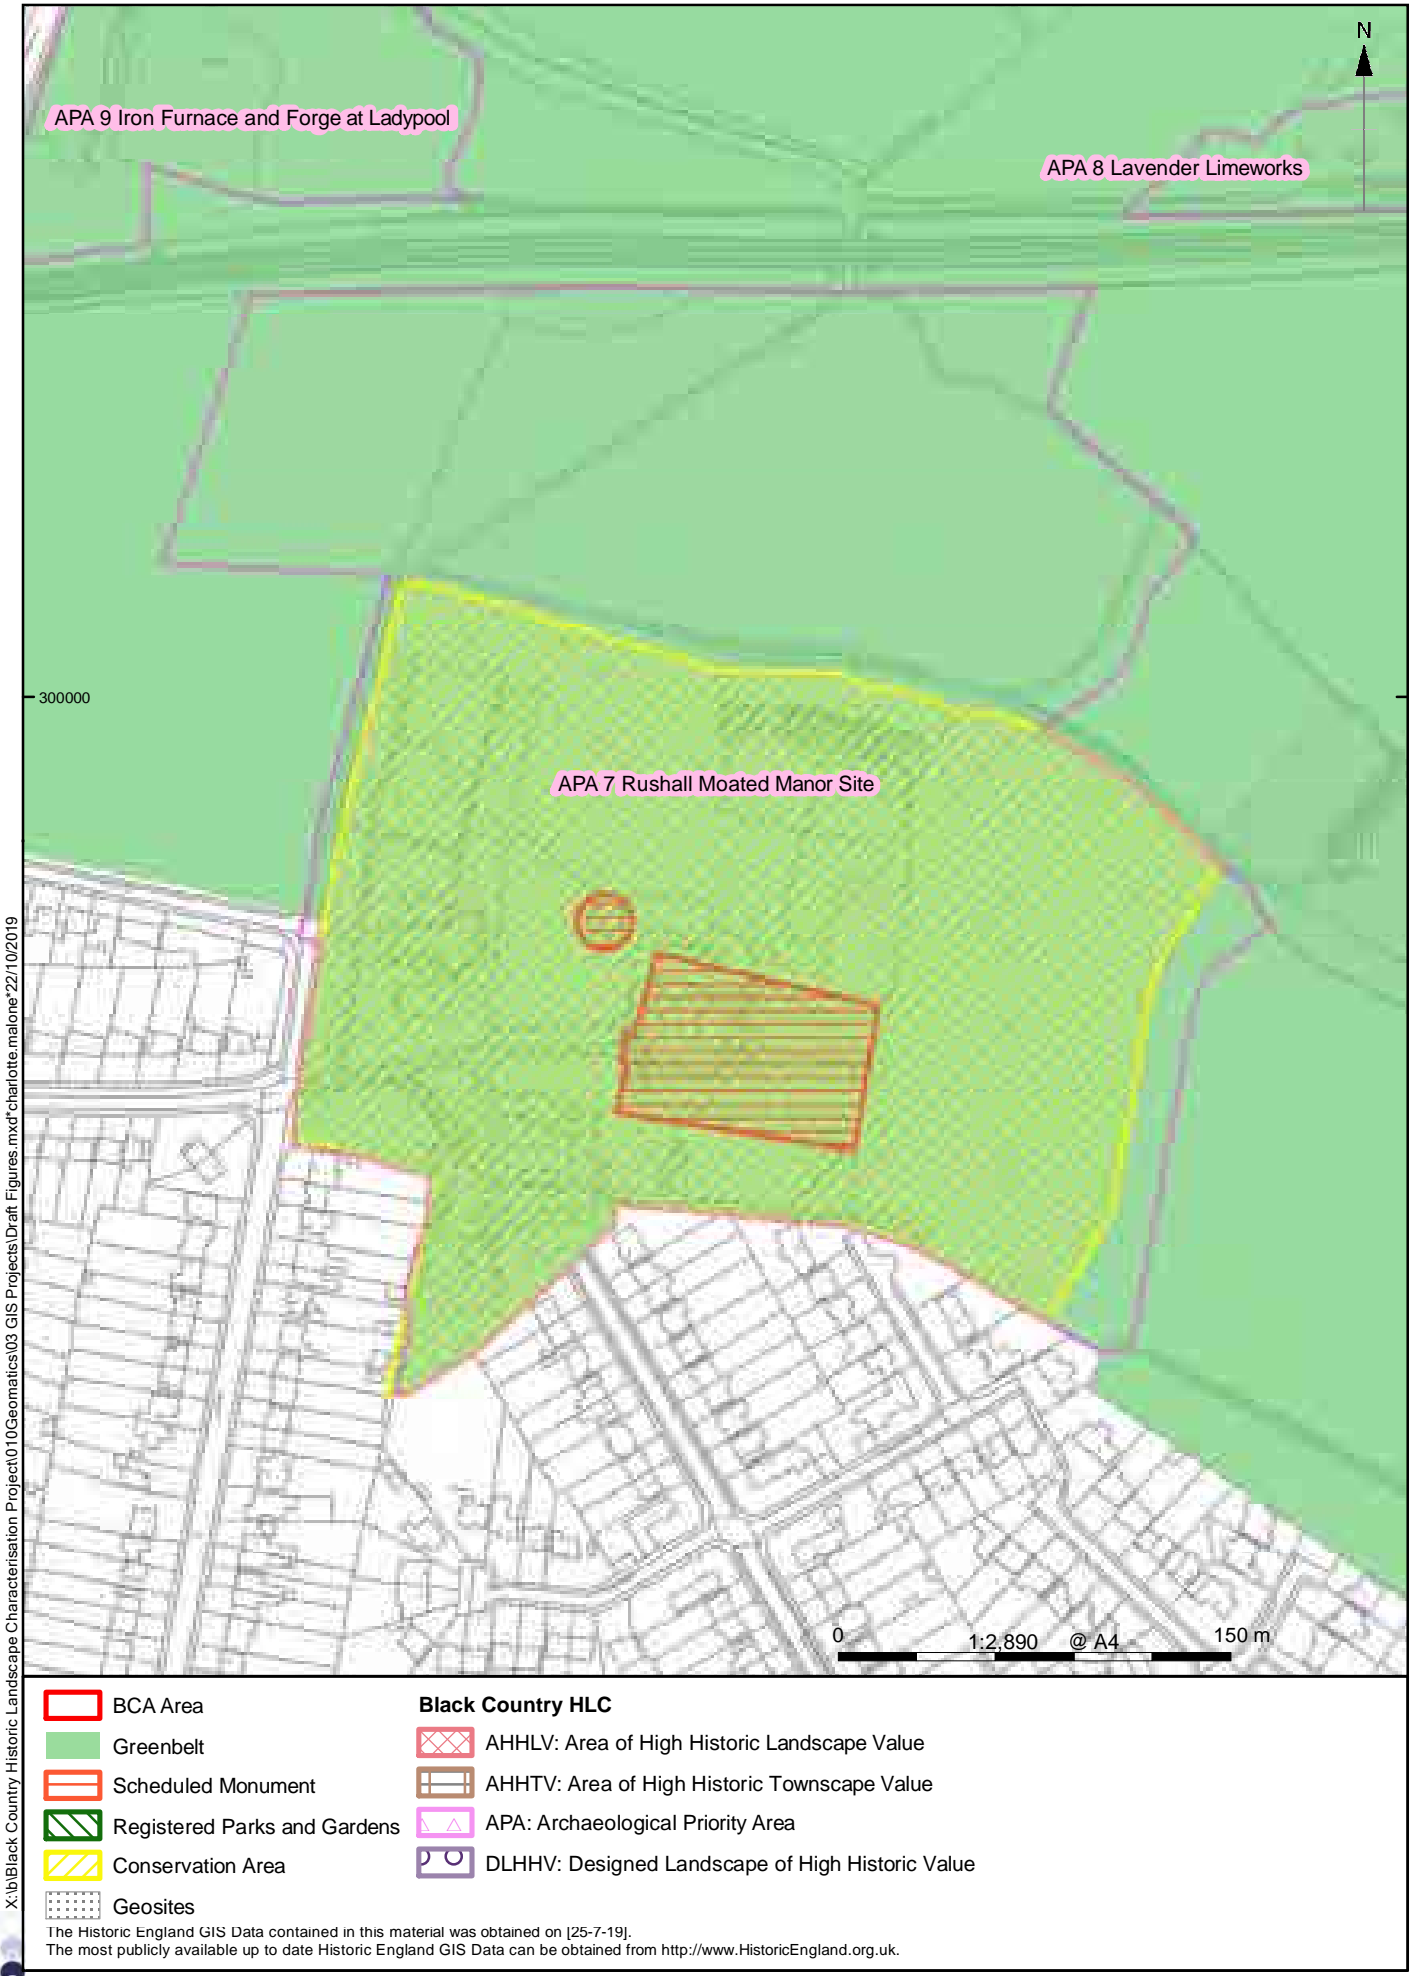 N
APA 9 Iron Furnace and Forge at Ladypool
APA 8 Lavender Limeworks
300000
APA 7 Rushall Moated Manor Site
X:\b\Black Country Historic Landscape Characterisation Project\010Geomatics\03 GIS Projects\Draft Figures.mxd*charlotte.malone*22/10/2019
0 1:2,890 @ A4 150 m
BCA Area
Greenbelt
Scheduled Monument
Registered Parks and Gardens
Conservation Area
Geosites
Black Country HLC
AHHLV: Area of High Historic Landscape Value
AHHTV: Area of High Historic Townscape Value
APA: Archaeological Priority Area
DLHHV: Designed Landscape of High Historic Value
The Historic England GIS Data contained in this material was obtained on [25-7-19].
The most publicly available up to date Historic England GIS Data can be obtained from http://www.HistoricEngland.org.uk.